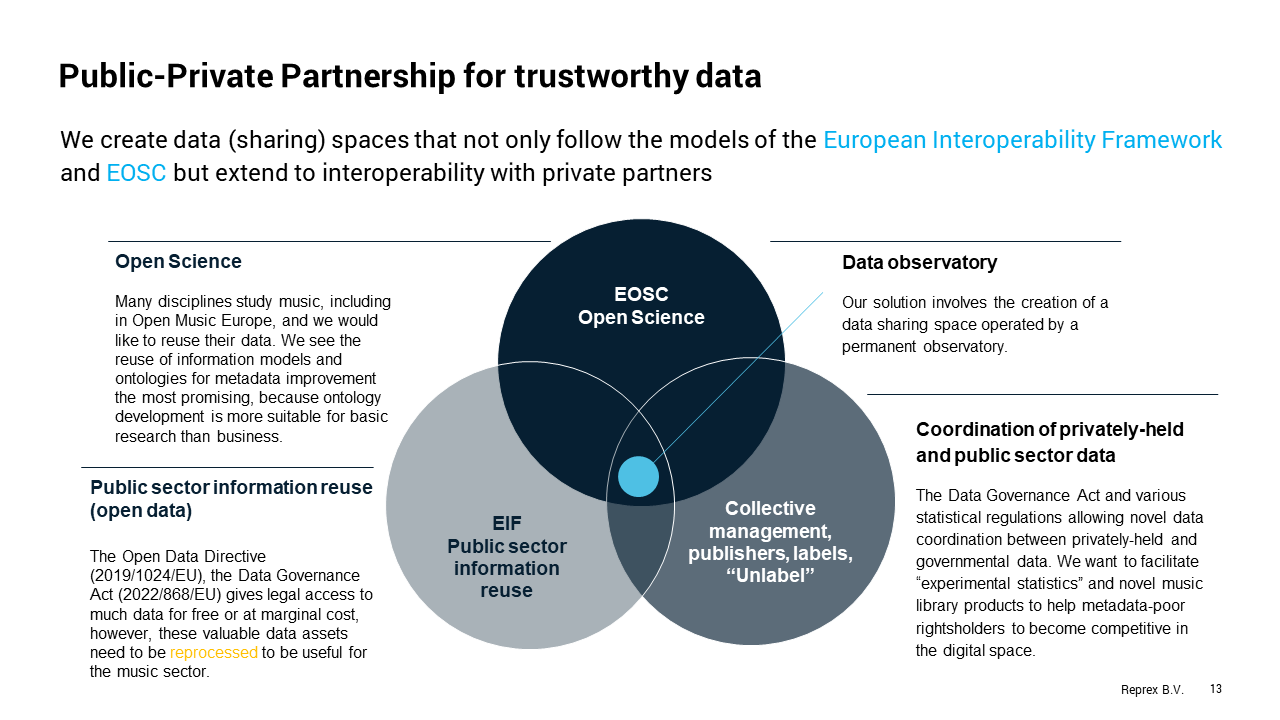 Public-Private Partnership for trustworthy data
We create data (sharing) spaces that not only follow the models of the European Interoperability Framework
and EOSC but extend to interoperability with private partners
Open Science
Many disciplines study music, including
in Open Music Europe, and we would
like to reuse their data. We see the
reuse of information models and
ontologies for metadata improvement
the most promising, because ontology
development is more suitable for basic
research than business.
Public sector information reuse
(open data)
The Open Data Directive
(2019/1024/EU), the Data Governance
Act (2022/868/EU) gives legal access to
much data for free or at marginal cost,
however, these valuable data assets
need to be reprocessed to be useful for
the music sector.
EOSC
Open Science
EIF
Public sector
information
reuse
Collective
management,
publishers, labels,
“Unlabel”
Data observatory
Our solution involves the creation of a
data sharing space operated by a
permanent observatory.
Coordination of privately-held
and public sector data
The Data Governance Act and various
statistical regulations allowing novel data
coordination between privately-held and
governmental data. We want to facilitate
“experimental statistics” and novel music
library products to help metadata-poor
rightsholders to become competitive in
the digital space.
Reprex B.V. 13